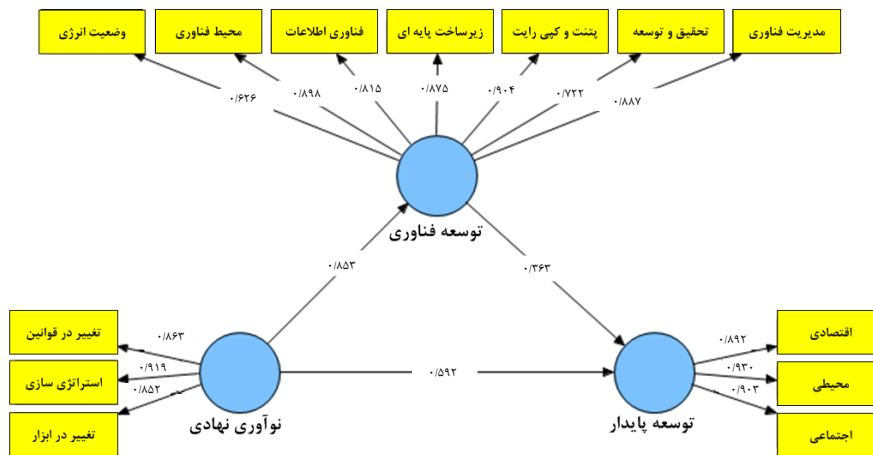 مدیریت فناوری
تحقیق و توسعه
پتنت و کپی رایت
زیرساخت پایه ای
فناوری اطلاعات
محیط فناوری
وضعیت انرژی
۰/۸۸۷
۰/۷۲۲
۰/۹۰۴
۰/۸۷۵
۰/۸۱۵
۰/۸۹۸
۰/۶۲۶
توسعه فناوری
۰/۳۶۳
۰/۸۵۳
اقتصادی
۰/۸۹۲
محیطی
۰/۹۳۰
اجتماعی
۰/۹۰۳
توسعه پایدار
۰/۵۹۲
نوآوری نهادی
۰/۸۶۳
تغییر در قوانین
۰/۹۱۹
استراتژی سازی
۰/۸۵۲
تغییر در ابزار